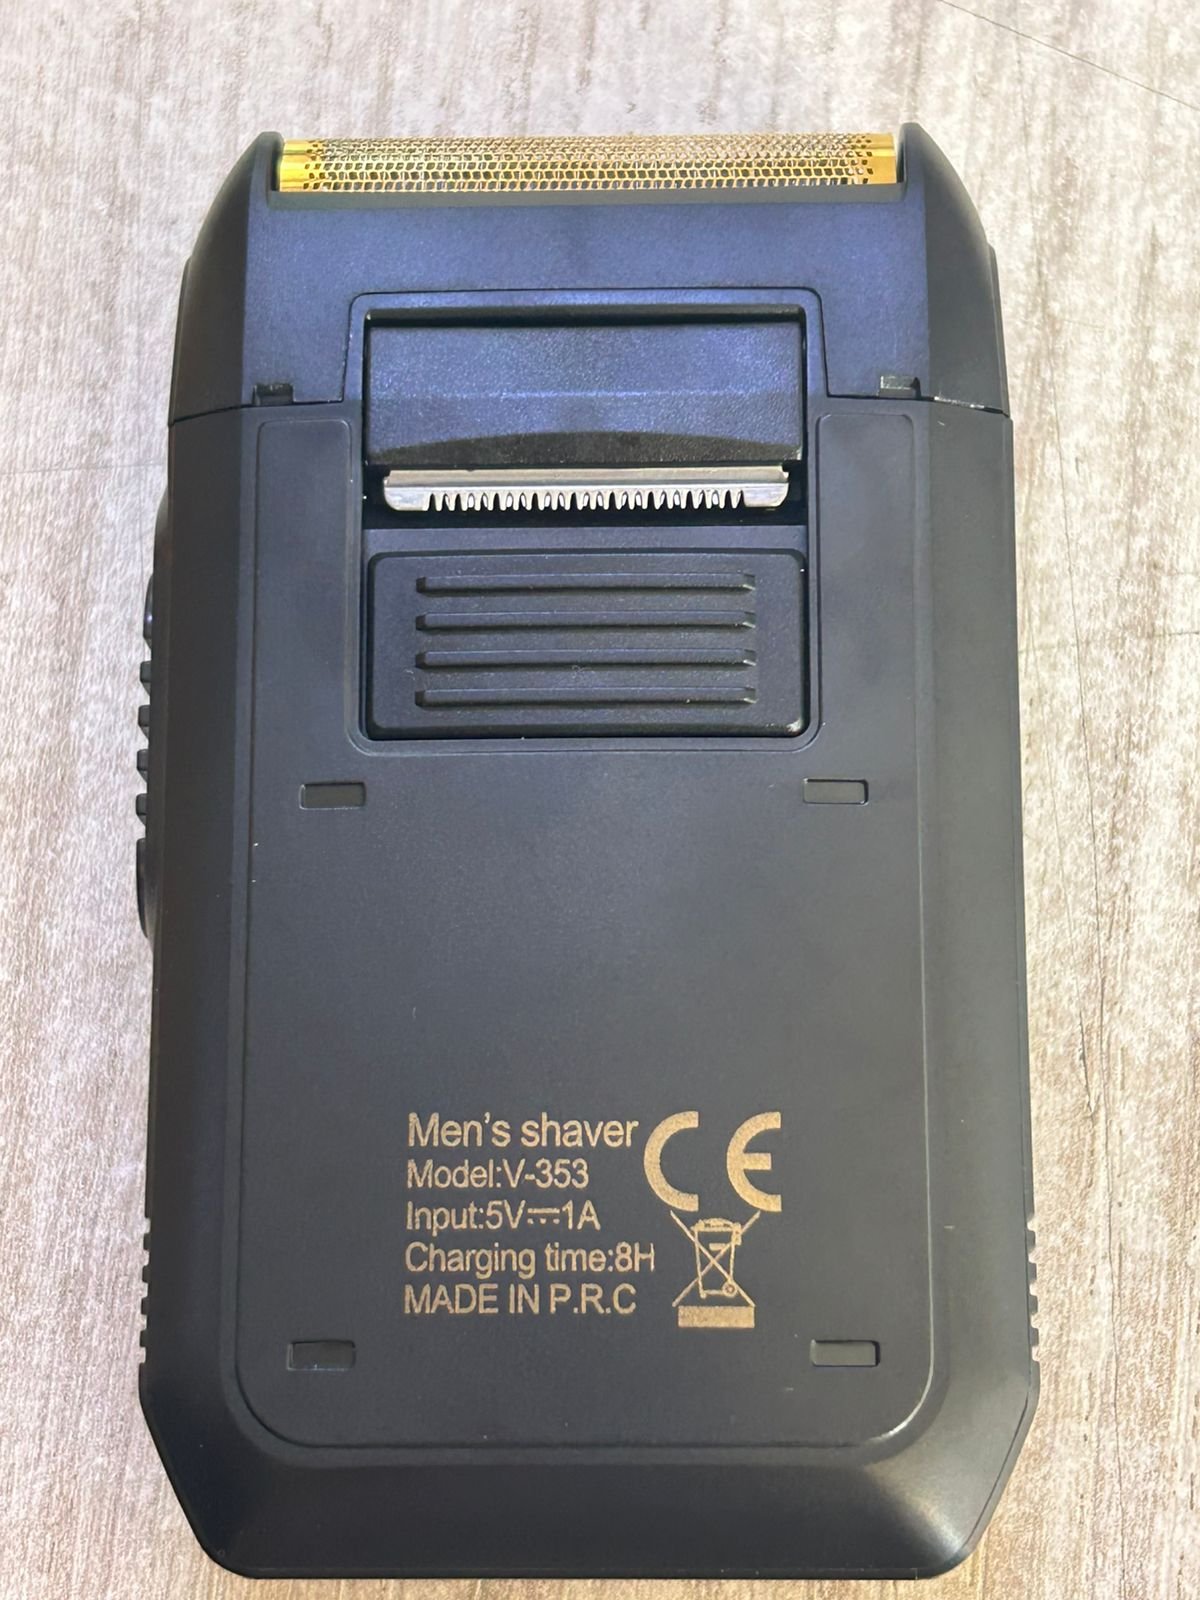 Men's shaver
Model:V-353
Input:5V⎓1A
Charging time:8H
MADE IN P.R.C
CE